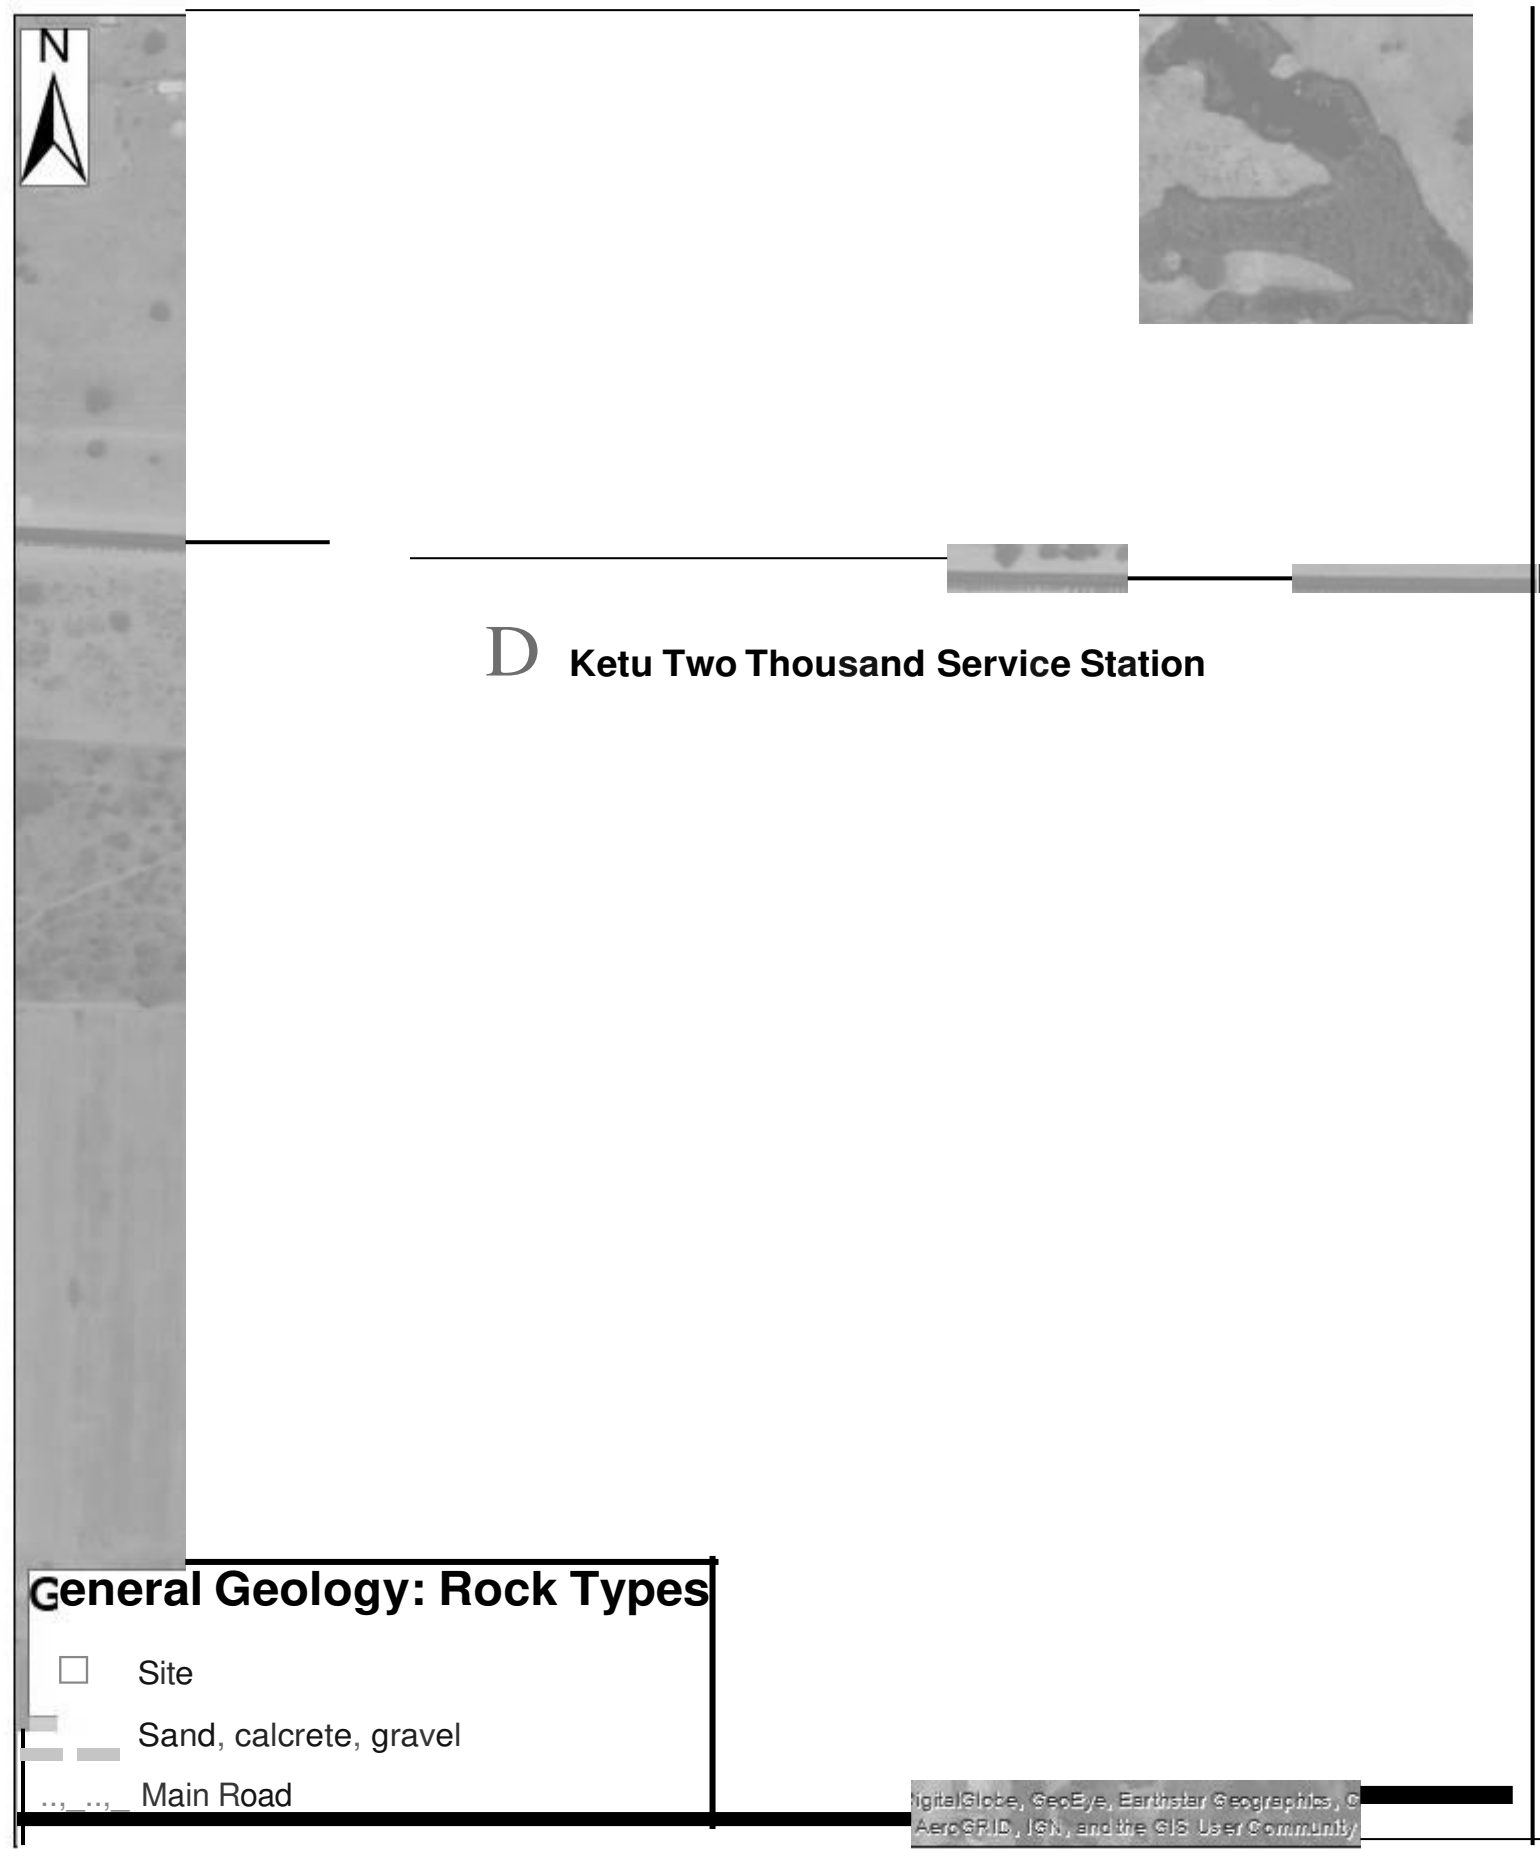 N
D Ketu Two Thousand Service Station
General Geology: Rock Types
Site
Sand, calcrete, gravel
Main Road
igitalGlobe, GeoEye, Earthstar Geographics, C
AeroGRID, IGN, and the GIS User Community